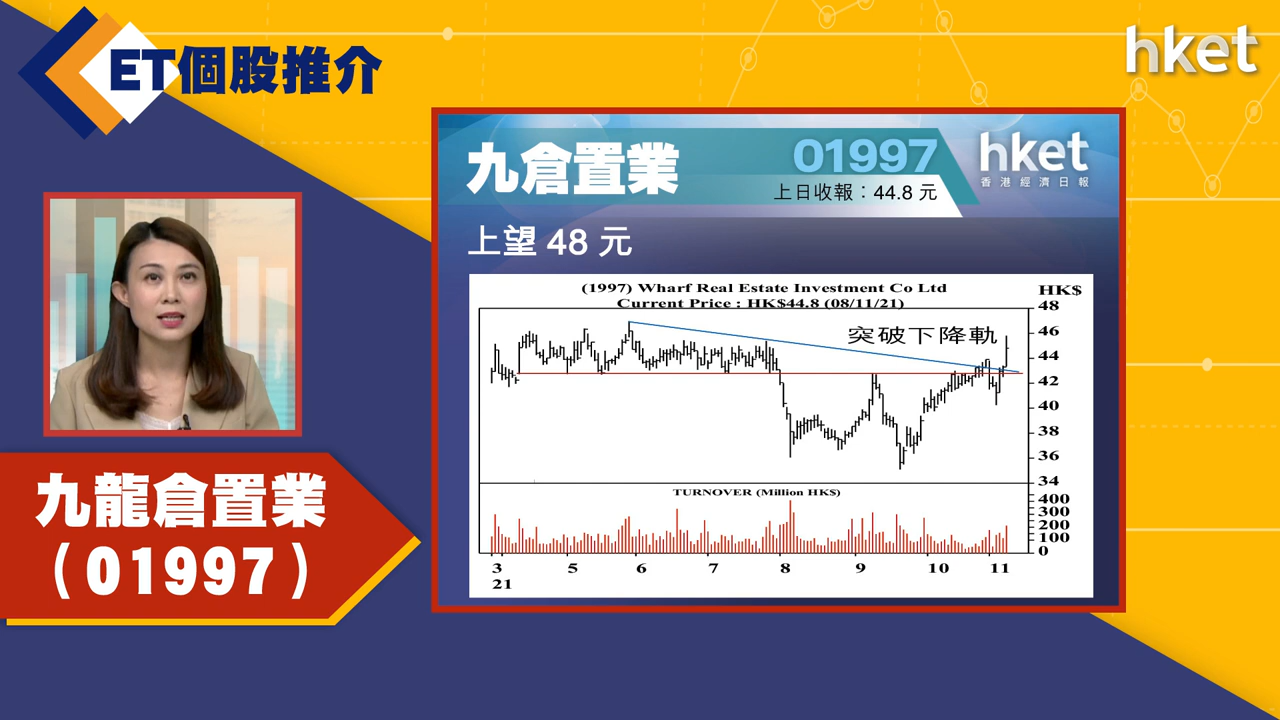 ET個股推介
hket
九倉置業
01997
上日收報：44.8 元
hket
香港經濟日報
上望 48 元
(1997) Wharf Real Estate Investment Co Ltd
Current Price : HK$44.8 (08/11/21)
HK$
突破下降軌
48
46
44
42
40
38
36
34
TURNOVER (Million HK$)
400
300
200
100
0
3 5 6 7 8 9 10 11
21
九龍倉置業
（01997）